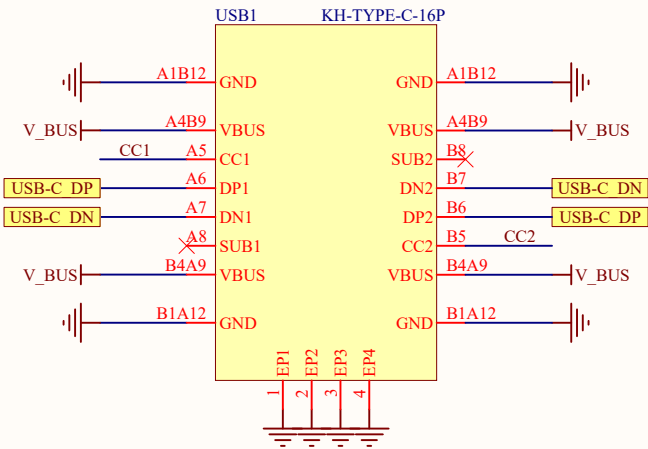 USB1 KH-TYPE-C-16P
A1B12 GND GND A1B12
V_BUS A4B9 VBUS VBUS A4B9 V_BUS
CC1 A5 CC1 SUB2 B8
USB-C_DP A6 DP1 DN2 B7 USB-C_DN
USB-C_DN A7 DN1 DP2 B6 USB-C_DP
A8 SUB1 CC2 B5 CC2
V_BUS B4A9 VBUS VBUS B4A9 V_BUS
B1A12 GND GND B1A12
EP1 EP2 EP3 EP4
1 2 3 4